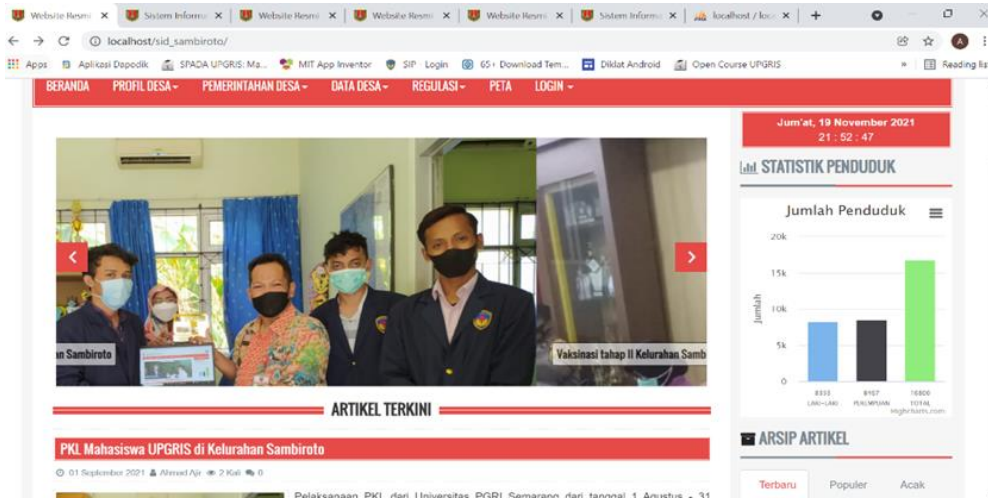 Website Resmi
Sistem Informa
Website Resmi
Website Resmi
Website Resmi
Sistem Informa
localhost / loca
localhost/sid_sambiroto/
Apps
Aplikasi Dapodik
SPADA UPGRIS: Ma...
MIT App Inventor
SIP - Login
65+ Download Tem...
Diklat Android
Open Course UPGRIS
Reading list
BERANDA
PROFIL DESA
PEMERINTAHAN DESA
DATA DESA
REGULASI
PETA
LOGIN
an Sambiroto
Vaksinasi tahap II Kelurahan Samb
ARTIKEL TERKINI
PKL Mahasiswa UPGRIS di Kelurahan Sambiroto
01 September 2021 Ahmad Ajir 2 Kali 0
Pelaksanaan PKL dari Universitas PGRI Semarang dari tanggal 1 Agustus - 31
Jum'at, 19 November 2021
21 : 52 : 47
STATISTIK PENDUDUK
Jumlah Penduduk
Jumlah
20k
15k
10k
5k
0
LAKI-LAKI
PEREMPUAN
16800
TOTAL
Highcharts.com
ARSIP ARTIKEL
Terbaru
Populer
Acak